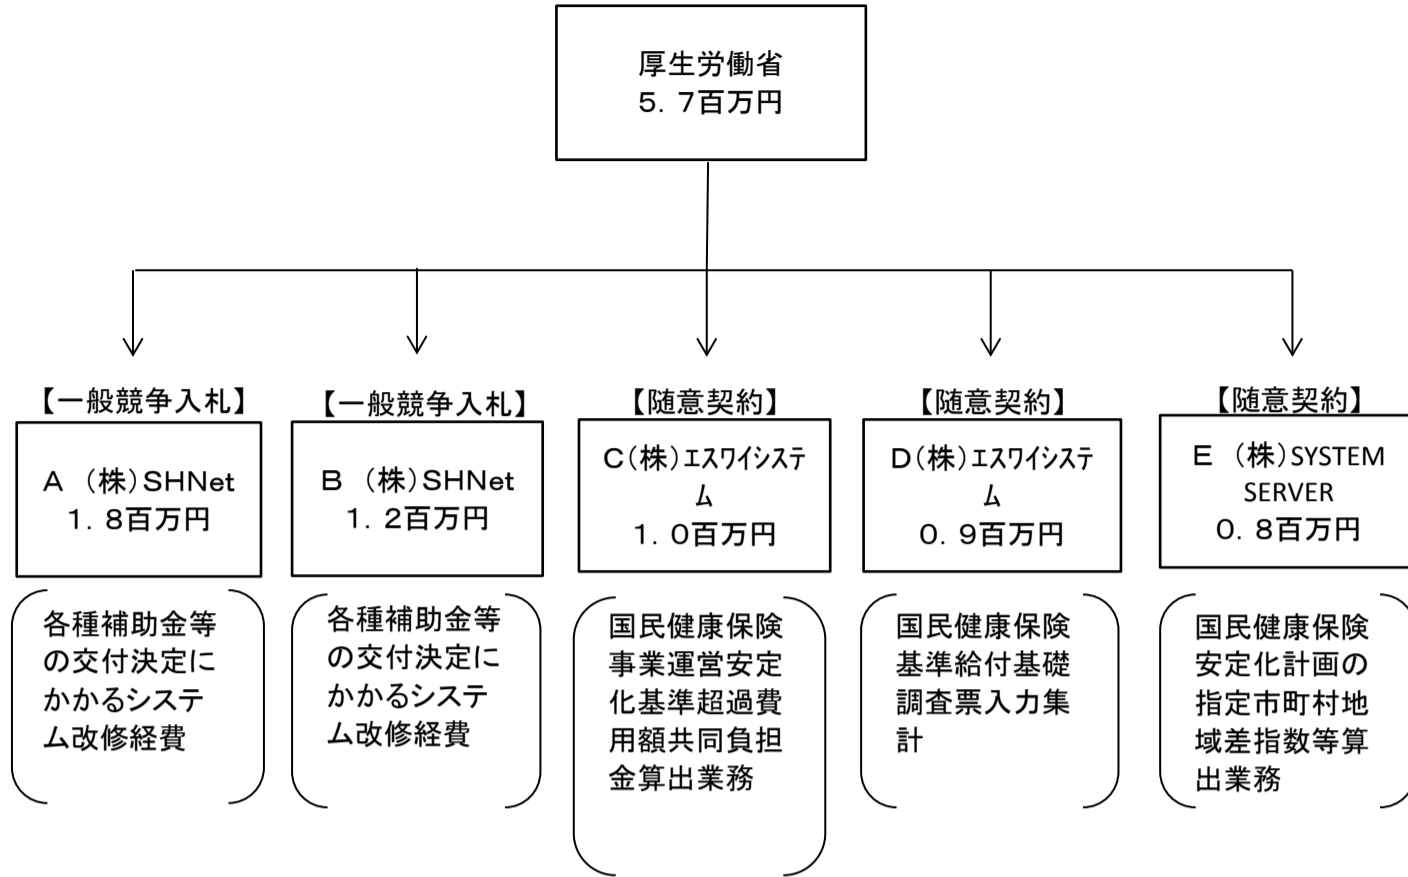 厚生労働省
５．７百万円
【一般競争入札】
Ａ （株）ＳＨＮｅｔ
１．８百万円
各種補助金等
の交付決定に
かかるシステ
ム改修経費
【一般競争入札】
Ｂ （株）ＳＨＮｅｔ
１．２百万円
各種補助金等
の交付決定に
かかるシステ
ム改修経費
【随意契約】
Ｃ（株）ｴｽﾜｲｼｽﾃ
ﾑ
１．０百万円
国民健康保険
事業運営安定
化基準超過費
用額共同負担
金算出業務
【随意契約】
Ｄ（株）ｴｽﾜｲｼｽﾃ
ﾑ
０．９百万円
国民健康保険
基準給付基礎
調査票入力集
計
【随意契約】
Ｅ （株）SYSTEM
SERVER
０．８百万円
国民健康保険
安定化計画の
指定市町村地
域差指数等算
出業務